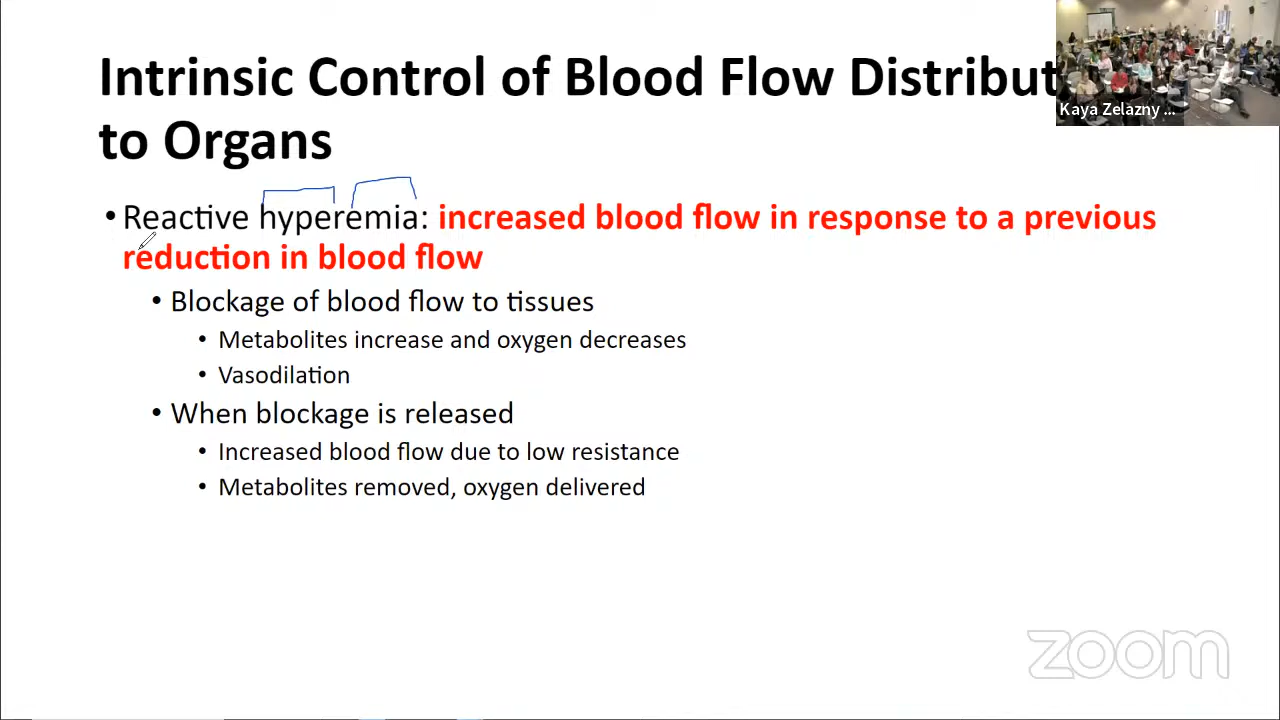 Intrinsic Control of Blood Flow Distribut
to Organs
Kaya Zelazny ...
• Reactive hyperemia: increased blood flow in response to a previous
reduction in blood flow
• Blockage of blood flow to tissues
• Metabolites increase and oxygen decreases
• Vasodilation
• When blockage is released
• Increased blood flow due to low resistance
• Metabolites removed, oxygen delivered
zoom